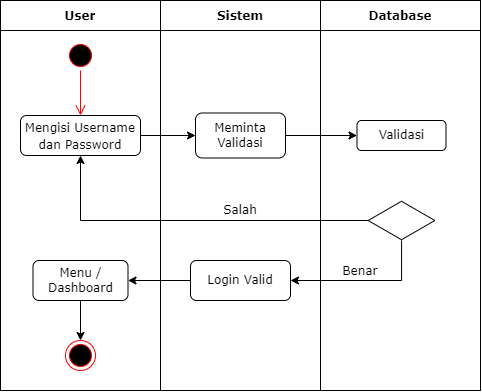 User
Sistem
Database
Mengisi Username
dan Password
Meminta
Validasi
Validasi
Salah
Benar
Login Valid
Menu /
Dashboard